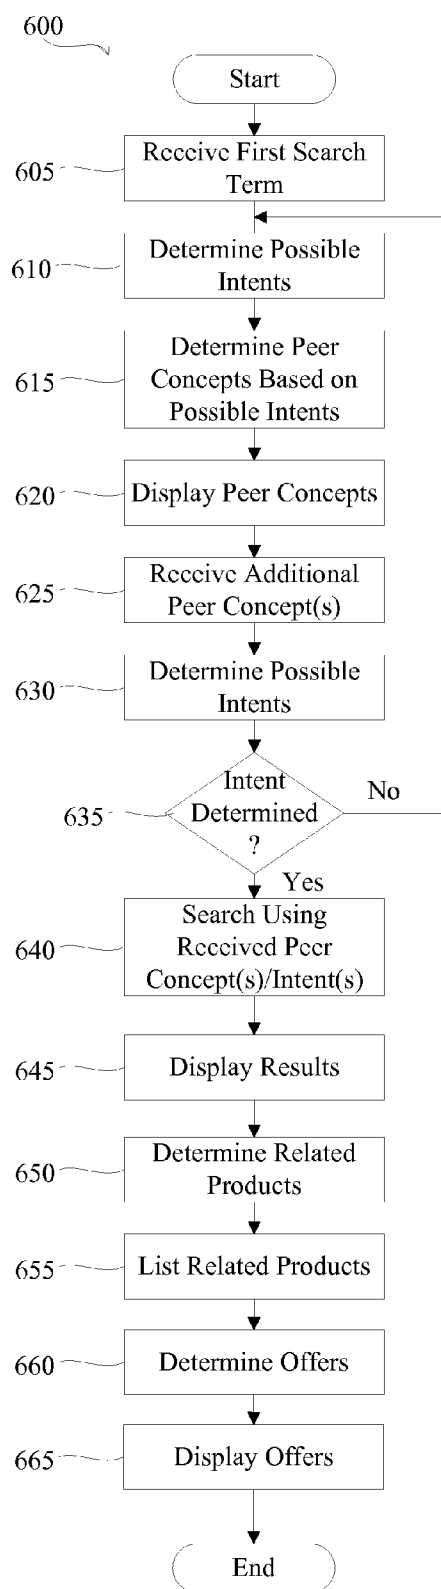 600
Start
605
Receive First Search
Term
610
Determine Possible
Intents
615
Determine Peer
Concepts Based on
Possible Intents
620
Display Peer Concepts
625
Receive Additional
Peer Concept(s)
630
Determine Possible
Intents
635
Intent
Determined
?
No
Yes
640
Search Using
Received Peer
Concept(s)/Intent(s)
645
Display Results
650
Determine Related
Products
655
List Related Products
660
Determine Offers
665
Display Offers
End